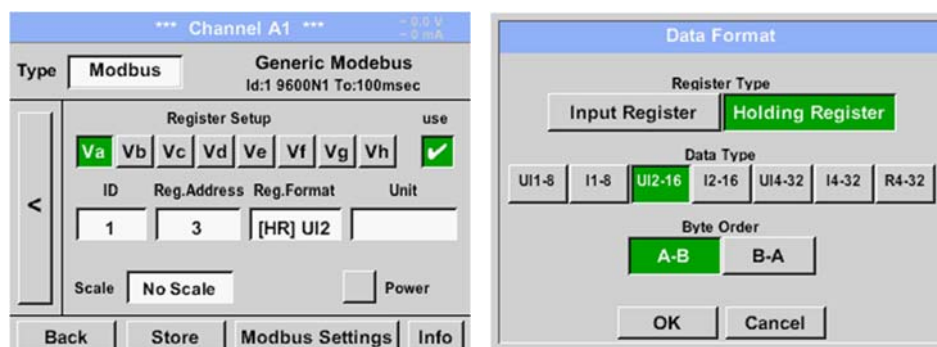 *** Channel A1 ***
~ 0.0 V
~ 0 mA
Type
Modbus
Generic Modebus
Id:1 9600N1 To:100msec
Register Setup
use
Va Vb Vc Vd Ve Vf Vg Vh
ID Reg.Address Reg.Format Unit
<
1 3 [HR] UI2
Scale No Scale Power
Back Store Modbus Settings Info
Data Format
Register Type
Input Register Holding Register
Data Type
UI1-8 I1-8 UI2-16 I2-16 UI4-32 I4-32 R4-32
Byte Order
A-B B-A
OK Cancel